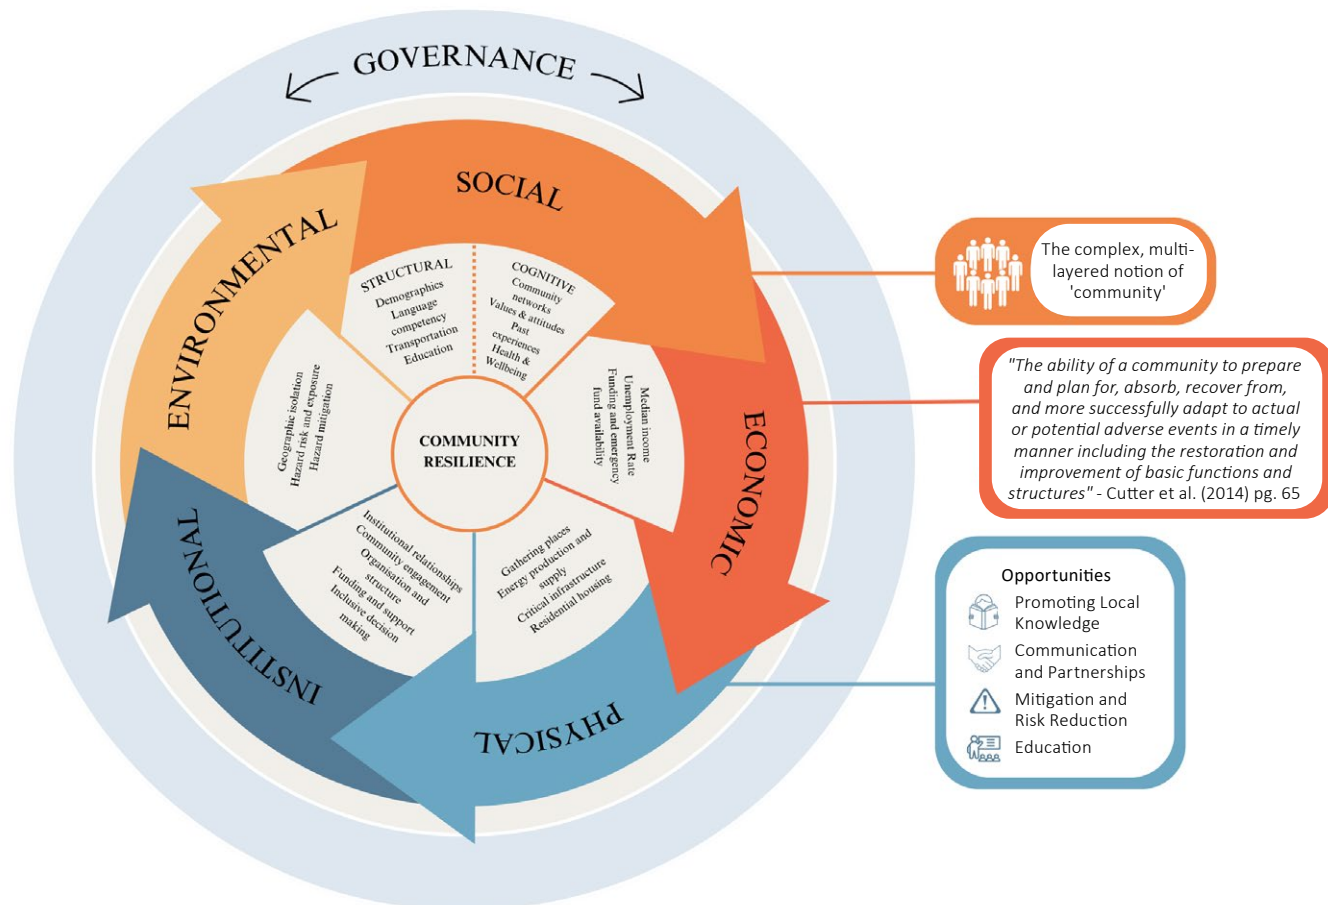 GOVERNANCE
SOCIAL
STRUCTURAL
Demographics
Language
competency
Transportation
Education
COGNITIVE
Community
networks
Values & attitudes
Past
experiences
Health &
Wellbeing
ECONOMIC
Median income
Unemployment Rate
Funding and emergency
fund availability
PHYSICAL
Gathering places
Energy production and
supply
Critical infrastructure
Residential housing
INSTITUTIONAL
Institutional relationships
Community engagement
Organisation and
structure
Funding and support
Inclusive decision
making
ENVIRONMENTAL
Geographic isolation
Hazard risk and exposure
Hazard mitigation
COMMUNITY
RESILIENCE
The complex, multi-
layered notion of
'community'
"The ability of a community to prepare
and plan for, absorb, recover from,
and more successfully adapt to actual
or potential adverse events in a timely
manner including the restoration and
improvement of basic functions and
structures" - Cutter et al. (2014) pg. 65
Opportunities
Promoting Local
Knowledge
Communication
and Partnerships
Mitigation and
Risk Reduction
Education